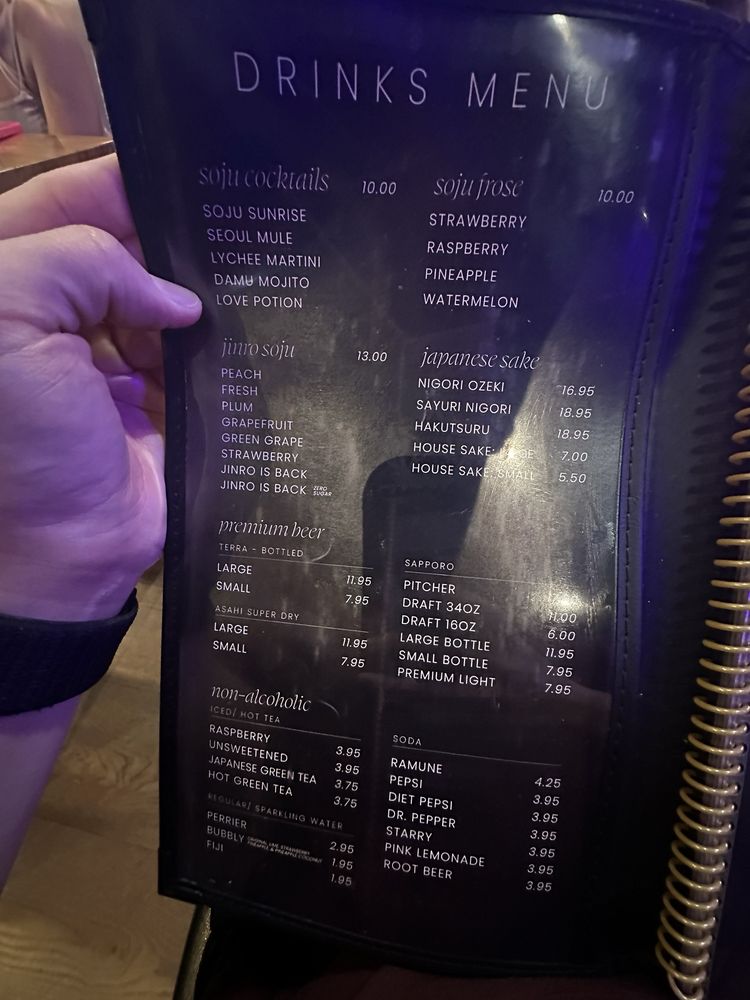 DRINKS MENU
soju cocktails 10.00
SOJU SUNRISE
SEOUL MULE
LYCHEE MARTINI
DAMU MOJITO
LOVE POTION
soju frose 10.00
STRAWBERRY
RASPBERRY
PINEAPPLE
WATERMELON
jinro soju 13.00
PEACH
FRESH
PLUM
GRAPEFRUIT
GREEN GRAPE
STRAWBERRY
JINRO IS BACK
JINRO IS BACK ZERO SUGAR
japanese sake
NIGORI OZEKI 16.95
SAYURI NIGORI 18.95
HAKUTSURU 18.95
HOUSE SAKE: 7.00
HOUSE SAKE: SMALL 5.50
premium beer
TERRA - BOTTLED
LARGE 11.95
SMALL 7.95
ASAHI SUPER DRY
LARGE 11.95
SMALL 7.95
SAPPORO
PITCHER
DRAFT 34OZ 11.00
DRAFT 16OZ 6.00
LARGE BOTTLE 11.95
SMALL BOTTLE 7.95
PREMIUM LIGHT 7.95
non-alcoholic
ICED/ HOT TEA
RASPBERRY 3.95
UNSWEETENED 3.95
JAPANESE GREEN TEA 3.75
HOT GREEN TEA 3.75
REGULAR/ SPARKLING WATER
PERRIER 2.95
BUBBLY ORIGINAL, LIME, STRAWBERRY PINEAPPLE & PINEAPPLE COCONUT 1.95
FIJI 1.95
SODA
RAMUNE 4.25
PEPSI 3.95
DIET PEPSI 3.95
DR. PEPPER 3.95
STARRY 3.95
PINK LEMONADE 3.95
ROOT BEER 3.95